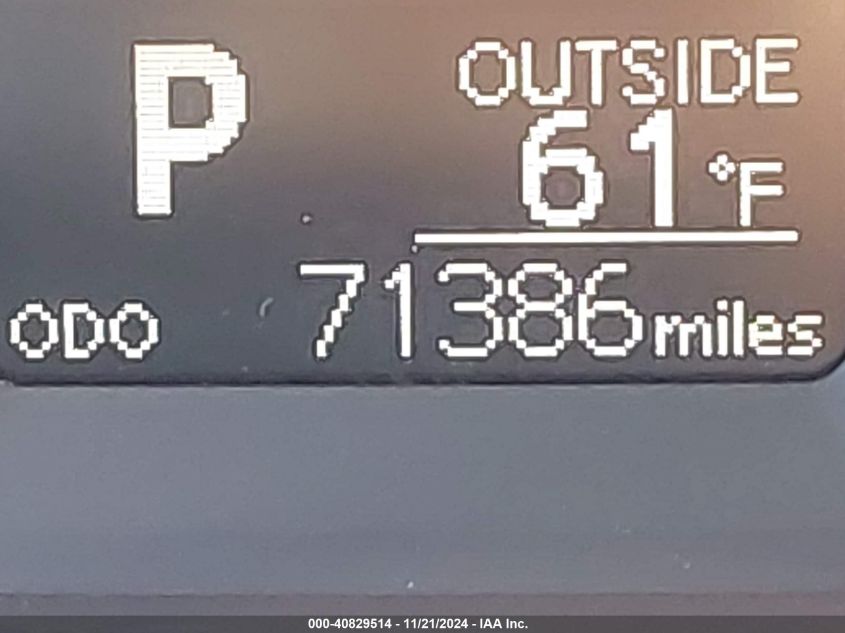 P
OUTSIDE
61 °F
ODO 71386 miles
000-40829514 - 11/21/2024 - IAA Inc.